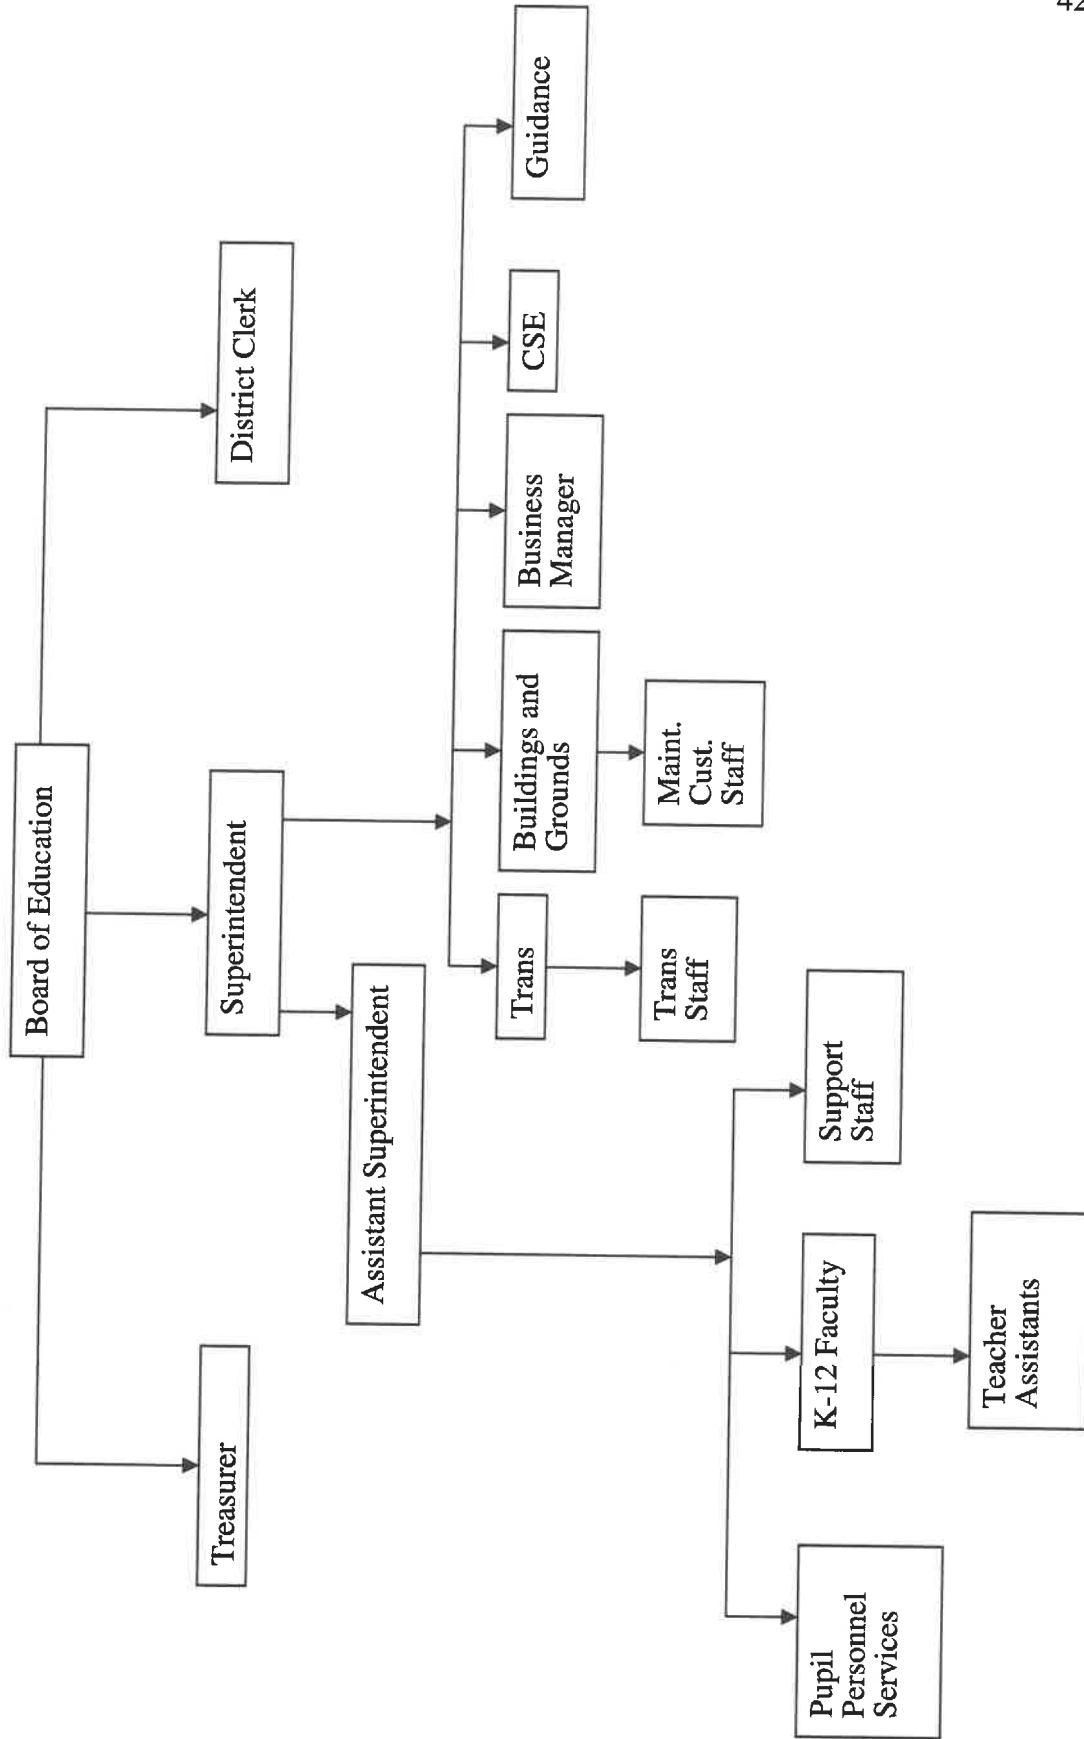 42
Board of Education
Treasurer
Superintendent
District Clerk
Assistant Superintendent
Trans
Buildings and
Grounds
Business
Manager
CSE
Guidance
Trans
Staff
Maint.
Cust.
Staff
Pupil
Personnel
Services
K-12 Faculty
Support
Staff
Teacher
Assistants